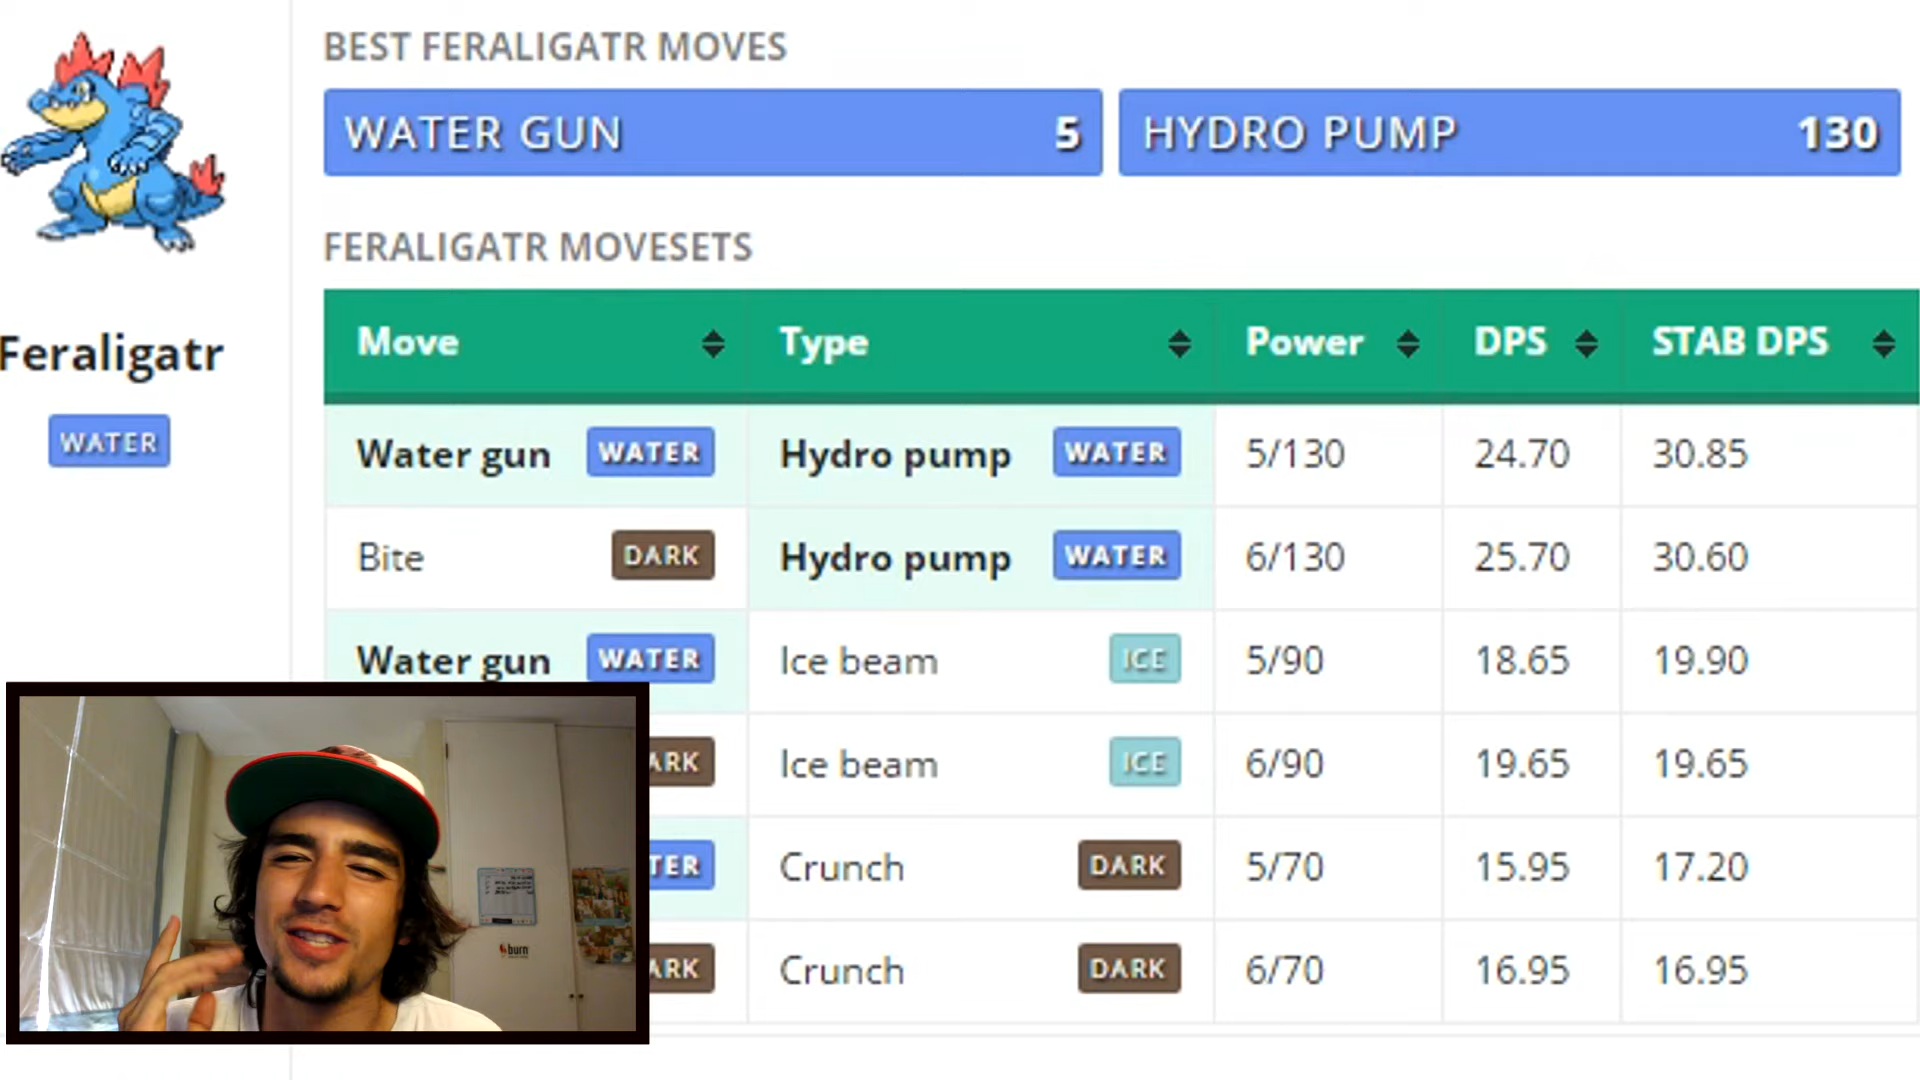 BEST FERALIGATR MOVES
WATER GUN 5 HYDRO PUMP 130
FERALIGATR MOVESETS
Feraligatr
WATER
Move Type Power DPS STAB DPS
Water gun WATER Hydro pump WATER 5/130 24.70 30.85
Bite DARK Hydro pump WATER 6/130 25.70 30.60
Water gun WATER Ice beam ICE 5/90 18.65 19.90
ARK Ice beam ICE 6/90 19.65 19.65
TER Crunch DARK 5/70 15.95 17.20
ARK Crunch DARK 6/70 16.95 16.95
burn